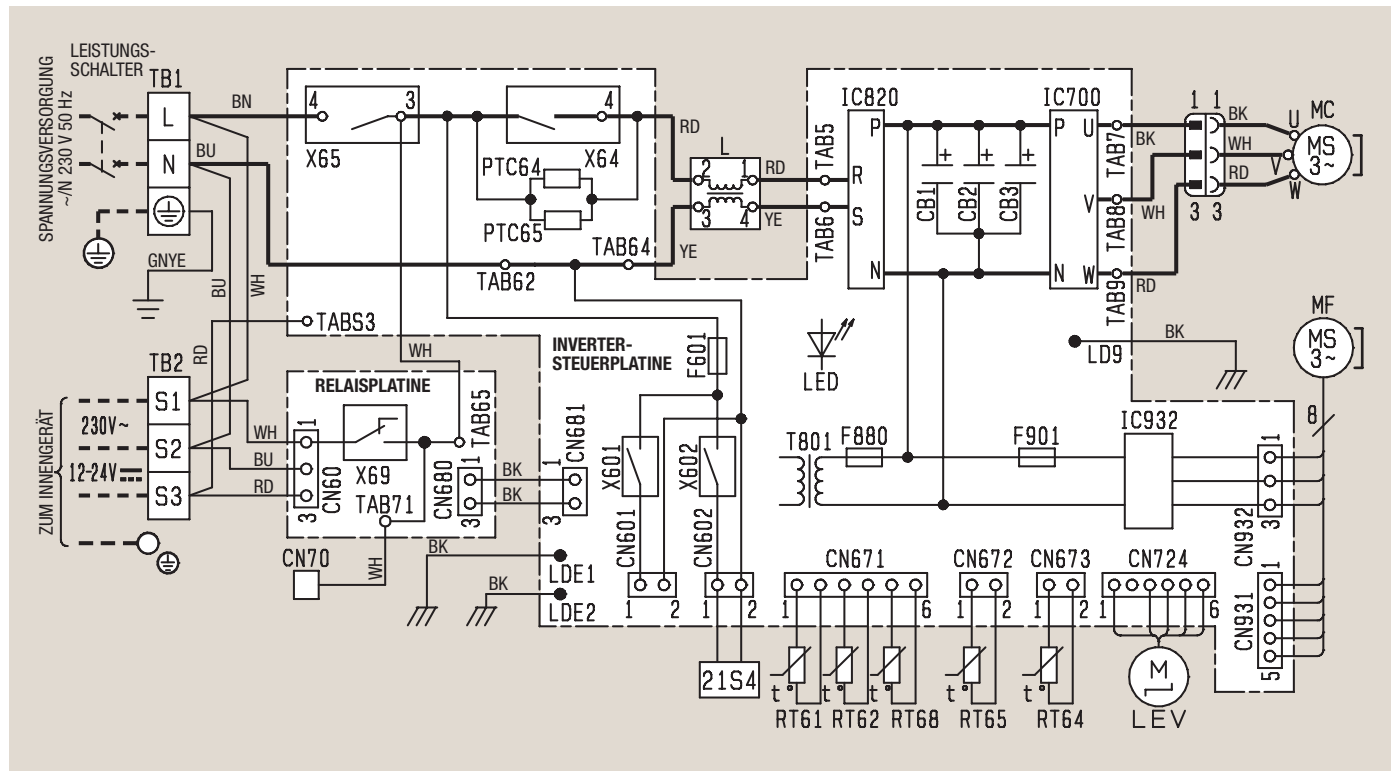 SPANNUNGSVERSORGUNG
~/N 230 V 50 Hz
LEISTUNGS-
SCHALTER
TB1
L
N
BN
BU
GNYE
BU
WH
RD
4
3
X65
4
X64
PTC64
PTC65
RD
L
2
1
3
4
RD
YE
YE
TAB62
TAB64
TAB5
TAB6
IC820
P
R
S
N
CB1
+
CB2
+
CB3
+
IC700
P
U
V
N
W
TAB7
TAB8
TAB9
BK
WH
RD
1
1
3
3
BK
WH
RD
U
V
W
MC
MS
3~
TABS3
TB2
S1
S2
S3
ZUM INNENGERÄT
230V~
12-24V
RELAISPLATINE
WH
WH
BU
RD
1
3
CN60
X69
TAB71
TAB65
CN680
1
3
BK
BK
CN681
1
3
CN70
WH
BK
BK
LDE1
LDE2
INVERTER-
STEUERPLATINE
F601
X601
X602
CN601
CN602
1
2
1
2
21S4
LED
LD9
BK
MF
MS
3~
8
T801
F880
F901
IC932
1
CN932
3
1
CN931
5
CN671
1
6
CN672
1
2
CN673
1
2
CN724
1
6
t°
t°
t°
t°
t°
RT61
RT62
RT68
RT65
RT64
M
LEV